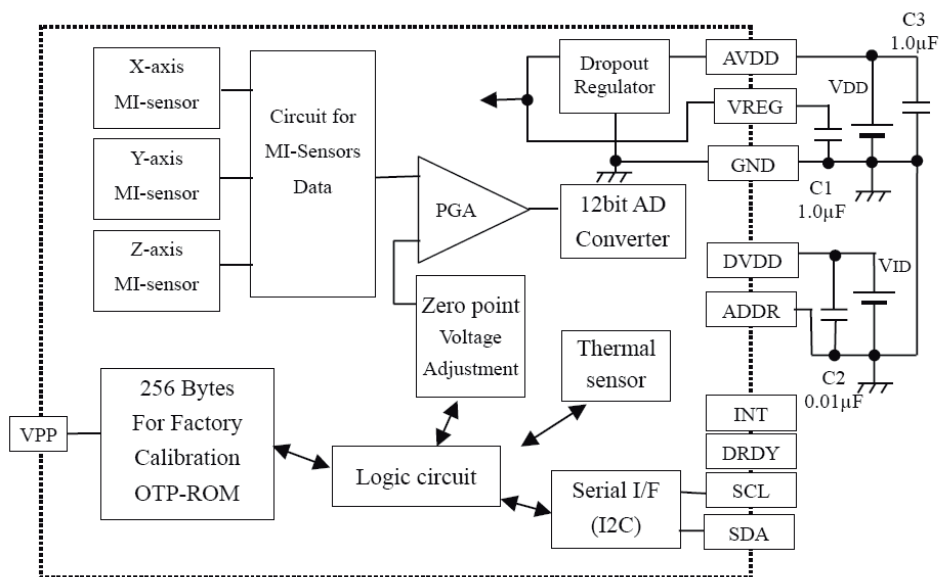 X-axis
MI-sensor
Y-axis
MI-sensor
Z-axis
MI-sensor
Circuit for
MI-Sensors
Data
PGA
12bit AD
Converter
Dropout
Regulator
AVDD
VREG
GND
VDD
C3
1.0µF
C1
1.0µF
DVDD
ADDR
VID
C2
0.01µF
Zero point
Voltage
Adjustment
Thermal
sensor
VPP
256 Bytes
For Factory
Calibration
OTP-ROM
Logic circuit
Serial I/F
(I2C)
INT
DRDY
SCL
SDA